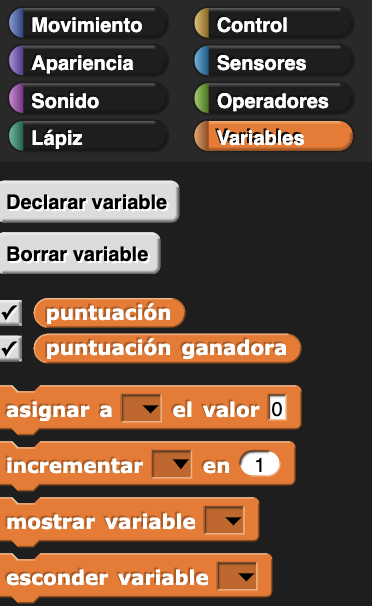 Movimiento Control
Apariencia Sensores
Sonido Operadores
Lápiz Variables
Declarar variable
Borrar variable
puntuación
puntuación ganadora
asignar a el valor 0
incrementar en 1
mostrar variable
esconder variable